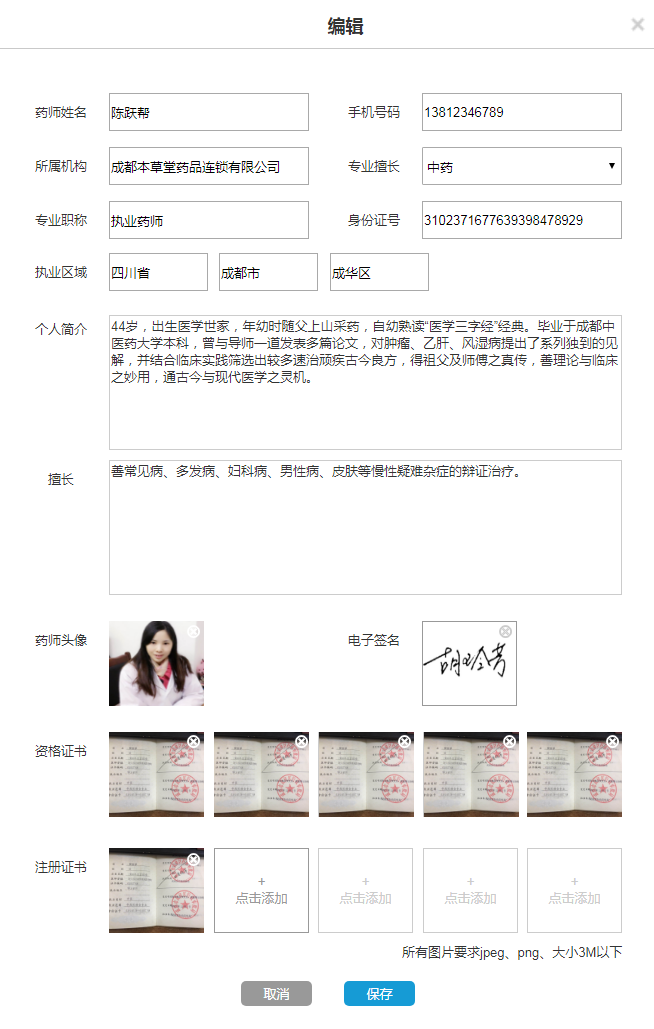 编辑
药师姓名 陈跃帮 手机号码 13812346789
所属机构 成都本草堂药品连锁有限公司 专业擅长 中药
专业职称 执业药师 身份证号 3102371677639398478929
执业区域 四川省 成都市 成华区
个人简介 44岁，出生医学世家，年幼时随父上山采药，自幼熟读“医学三字经”经典。毕业于成都中
医药大学本科，曾与导师一道发表多篇论文，对肿瘤、乙肝、风湿病提出了系列独到的见
解，并结合临床实践筛选出较多速治顽疾古今良方，得祖父及师傅之真传，善理论与临床
之妙用，通古今与现代医学之灵机。
擅长 善常见病、多发病、妇科病、男性病、皮肤等慢性疑难杂症的辩证治疗。
药师头像 电子签名
资格证书
注册证书
+ + + +
点击添加 点击添加 点击添加 点击添加
所有图片要求jpeg、png、大小3M以下
取消 保存